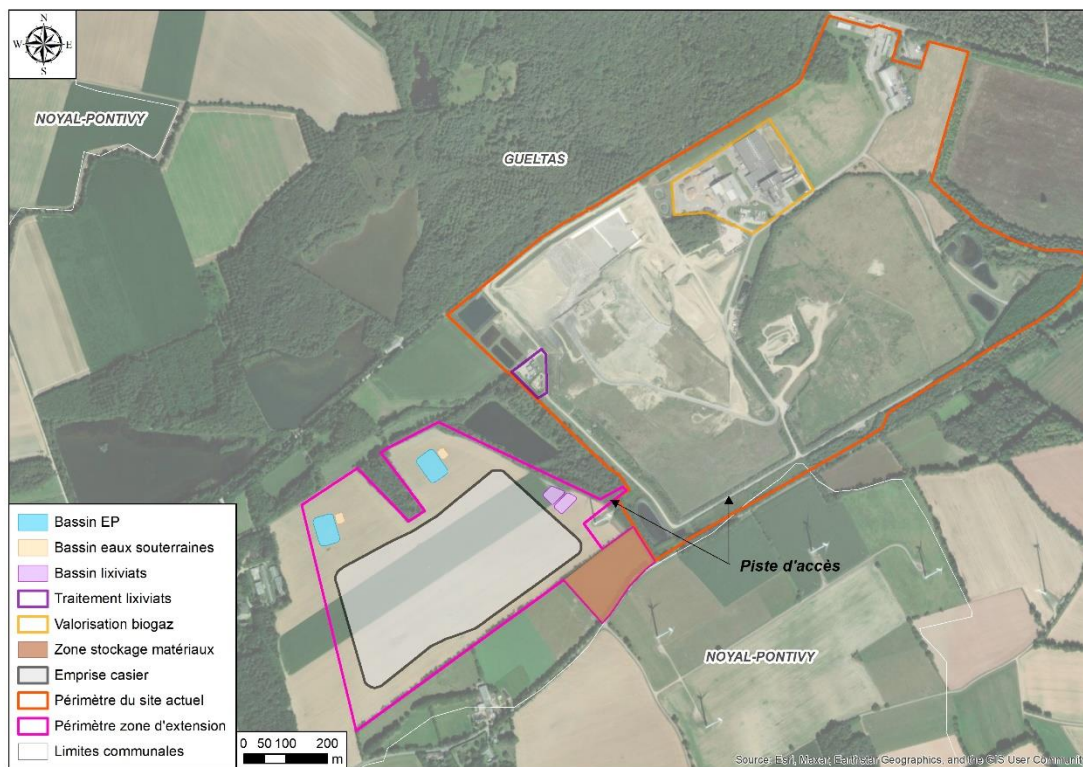 N
W E
S
NOYAL-PONTIVY
GUELTAS
Piste d'accès
NOYAL-PONTIVY
Bassin EP
Bassin eaux souterraines
Bassin lixiviats
Traitement lixiviats
Valorisation biogaz
Zone stockage matériaux
Emprise casier
Périmètre du site actuel
Périmètre zone d'extension
Limites communales
0 50 100 200
m
Source: Esri, Maxar, Earthstar Geographics, and the GIS User Communit